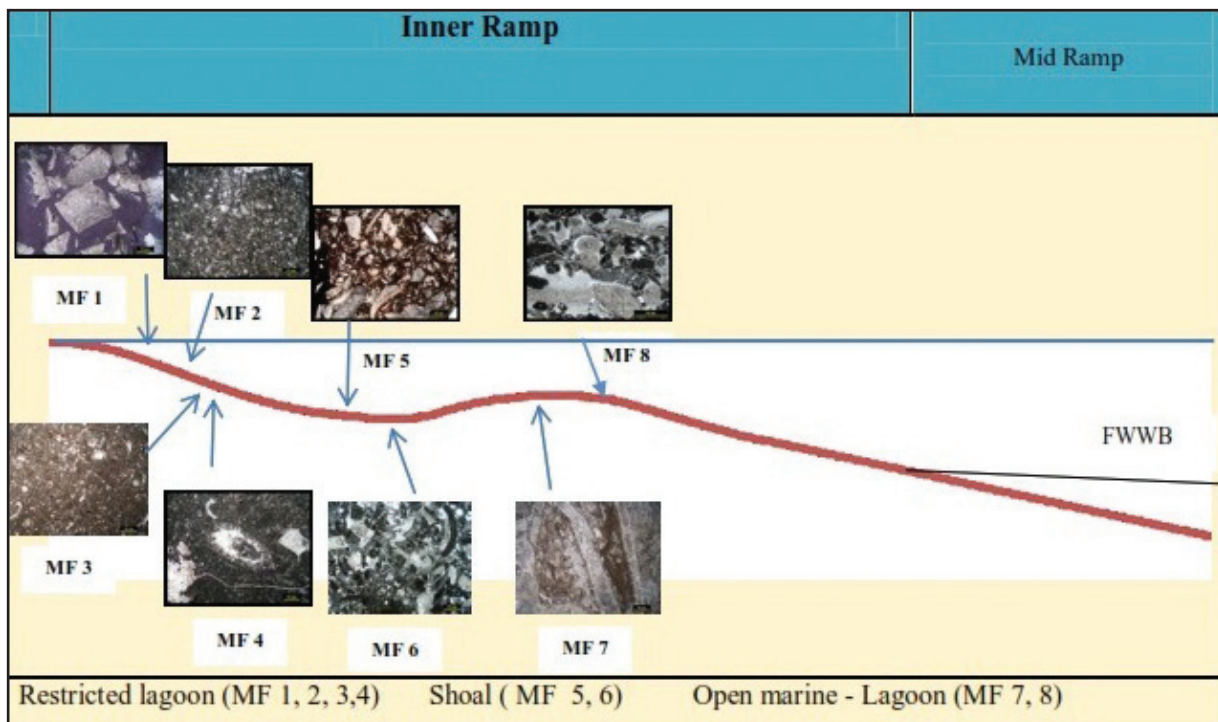 Inner Ramp
Mid Ramp
MF 1
MF 2
MF 5
MF 8
FWWB
MF 3
MF 4
MF 6
MF 7
Restricted lagoon (MF 1, 2, 3,4) Shoal ( MF 5, 6) Open marine - Lagoon (MF 7, 8)